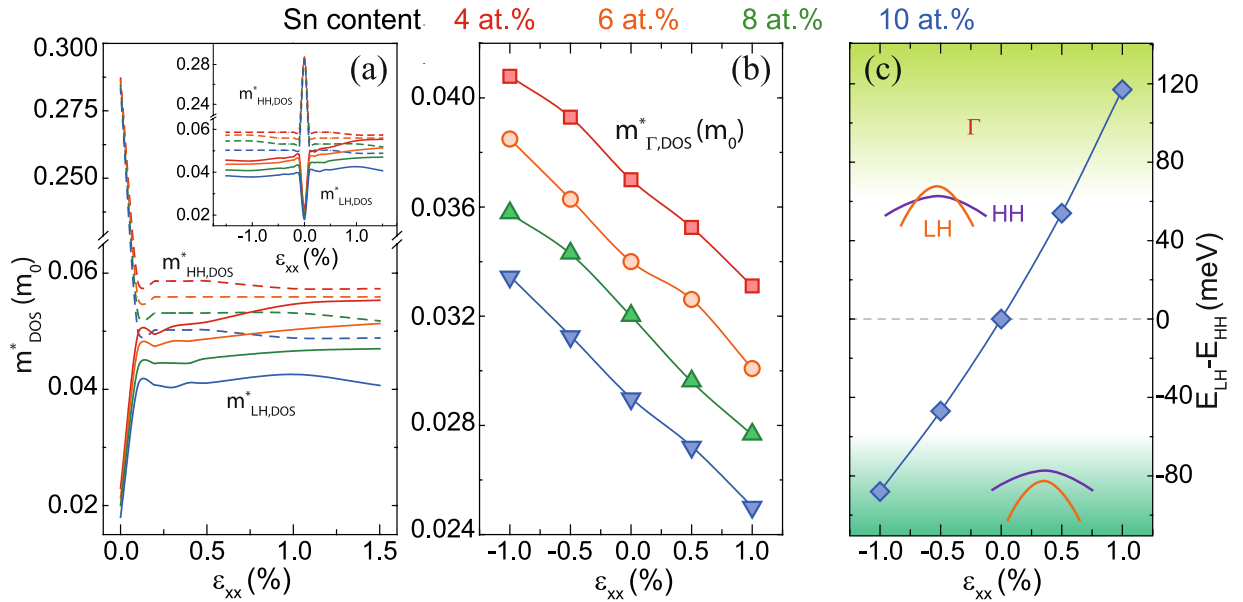 Sn content 4 at.% 6 at.% 8 at.% 10 at.%
(a)
0.300
0.275
0.250
0.06
0.04
0.02
m*DOS (m0)
m*HH,DOS
m*LH,DOS
0.0 0.5 1.0 1.5
εxx (%)
0.28
0.26
0.06
0.04
0.02
m*HH,DOS
m*LH,DOS
-1.0 0.0 1.0
εxx (%)
(b)
m*Γ,DOS (m0)
0.040
0.036
0.032
0.028
0.024
-1.0 -0.5 0.0 0.5 1.0
εxx (%)
(c)
Γ
HH
LH
120
80
40
0
-40
-80
ELH-EHH (meV)
-1.0 -0.5 0.0 0.5 1.0
εxx (%)